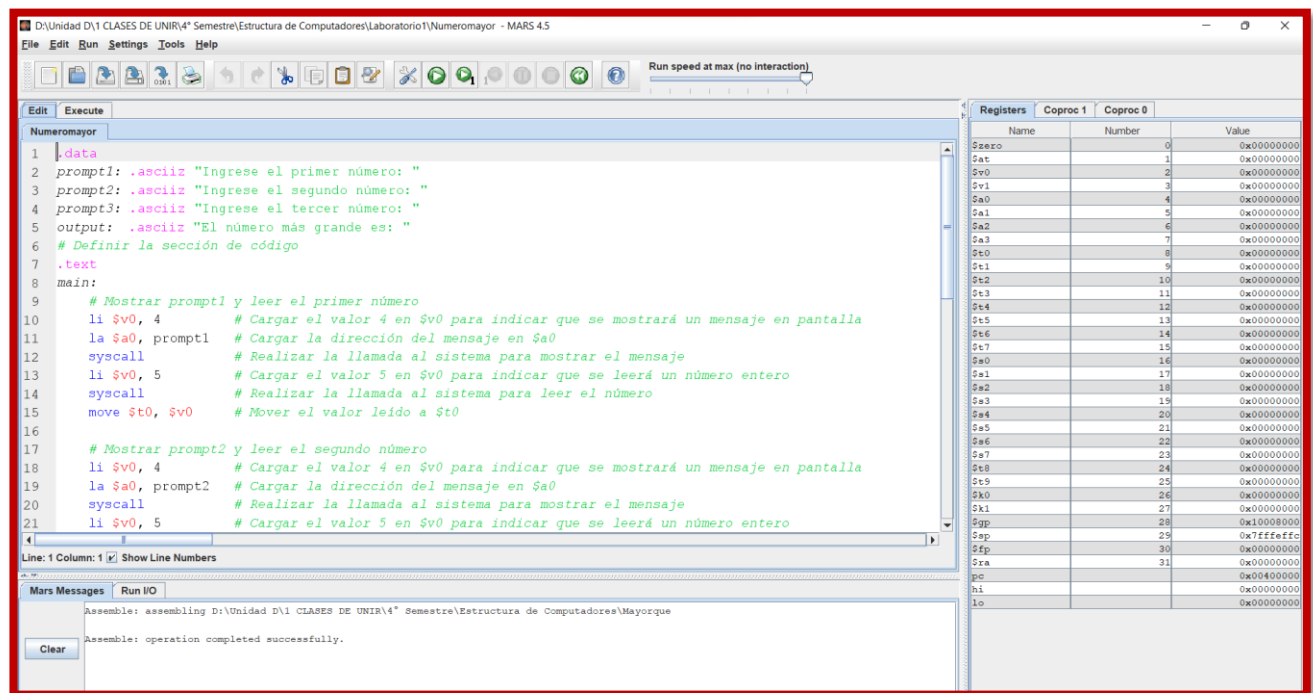 D:\Unidad D\1 CLASES DE UNIR\4° Semestre\Estructura de Computadores\Laboratorio1\Numeromayor - MARS 4.5
File Edit Run Settings Tools Help
Run speed at max (no interaction)
Edit Execute
Numeromayor
1 .data
2 prompt1: .asciiz "Ingrese el primer número: "
3 prompt2: .asciiz "Ingrese el segundo número: "
4 prompt3: .asciiz "Ingrese el tercer número: "
5 output: .asciiz "El número más grande es: "
6 # Definir la sección de código
7 .text
8 main:
9 # Mostrar prompt1 y leer el primer número
10 li $v0, 4 # Cargar el valor 4 en $v0 para indicar que se mostrará un mensaje en pantalla
11 la $a0, prompt1 # Cargar la dirección del mensaje en $a0
12 syscall # Realizar la llamada al sistema para mostrar el mensaje
13 li $v0, 5 # Cargar el valor 5 en $v0 para indicar que se leerá un número entero
14 syscall # Realizar la llamada al sistema para leer el número
15 move $t0, $v0 # Mover el valor leído a $t0
16
17 # Mostrar prompt2 y leer el segundo número
18 li $v0, 4 # Cargar el valor 4 en $v0 para indicar que se mostrará un mensaje en pantalla
19 la $a0, prompt2 # Cargar la dirección del mensaje en $a0
20 syscall # Realizar la llamada al sistema para mostrar el mensaje
21 li $v0, 5 # Cargar el valor 5 en $v0 para indicar que se leerá un número entero
Line: 1 Column: 1 Show Line Numbers
Mars Messages Run I/O
Assemble: assembling D:\Unidad D\1 CLASES DE UNIR\4° Semestre\Estructura de Computadores\Mayorque
Assemble: operation completed successfully.
Clear
Registers Coproc 1 Coproc 0
Name Number Value
$zero 0 0x00000000
$at 1 0x00000000
$v0 2 0x00000000
$v1 3 0x00000000
$a0 4 0x00000000
$a1 5 0x00000000
$a2 6 0x00000000
$a3 7 0x00000000
$t0 8 0x00000000
$t1 9 0x00000000
$t2 10 0x00000000
$t3 11 0x00000000
$t4 12 0x00000000
$t5 13 0x00000000
$t6 14 0x00000000
$t7 15 0x00000000
$s0 16 0x00000000
$s1 17 0x00000000
$s2 18 0x00000000
$s3 19 0x00000000
$s4 20 0x00000000
$s5 21 0x00000000
$s6 22 0x00000000
$s7 23 0x00000000
$t8 24 0x00000000
$t9 25 0x00000000
$k0 26 0x00000000
$k1 27 0x00000000
$gp 28 0x10008000
$sp 29 0x7fffeffc
$fp 30 0x00000000
$ra 31 0x00000000
pc 0x00400000
hi 0x00000000
lo 0x00000000